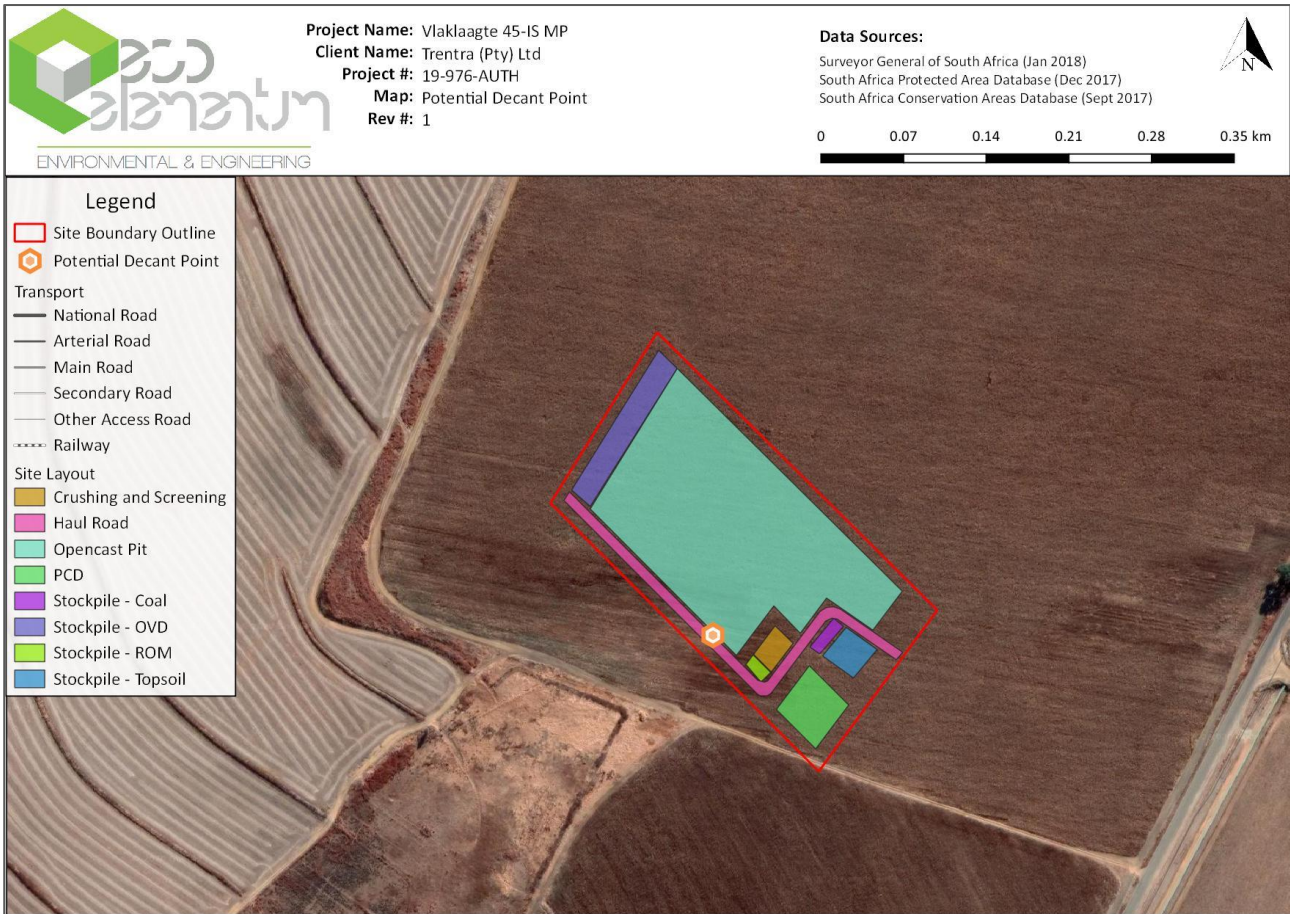 eco
elementum
ENVIRONMENTAL & ENGINEERING
Project Name: Vlaklaagte 45-IS MP
Client Name: Trentra (Pty) Ltd
Project #: 19-976-AUTH
Map: Potential Decant Point
Rev #: 1
Data Sources:
Surveyor General of South Africa (Jan 2018)
South Africa Protected Area Database (Dec 2017)
South Africa Conservation Areas Database (Sept 2017)
N
0 0.07 0.14 0.21 0.28 0.35 km
Legend
Site Boundary Outline
Potential Decant Point
Transport
National Road
Arterial Road
Main Road
Secondary Road
Other Access Road
Railway
Site Layout
Crushing and Screening
Haul Road
Opencast Pit
PCD
Stockpile - Coal
Stockpile - OVD
Stockpile - ROM
Stockpile - Topsoil